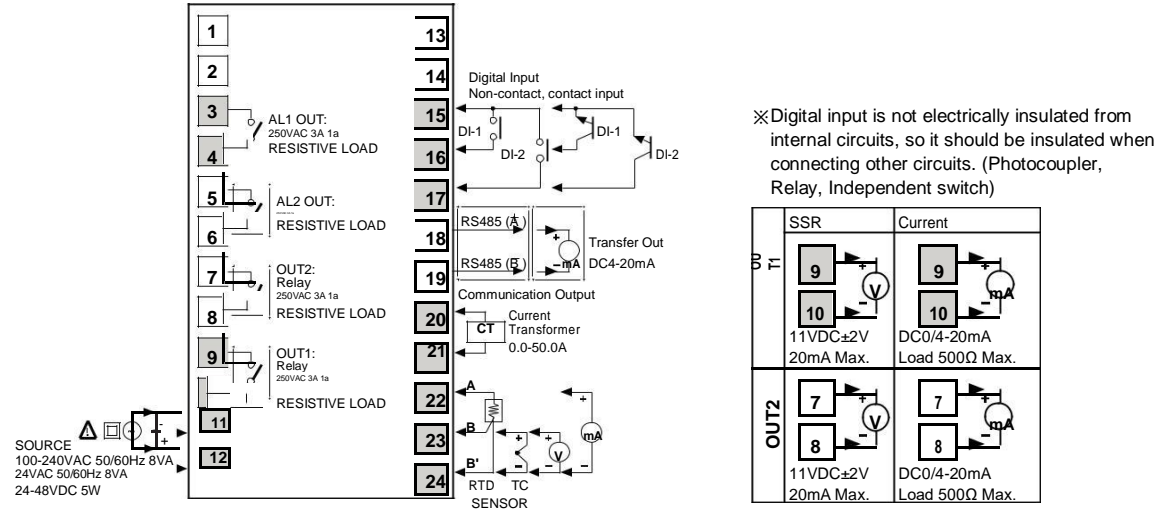 1
2
3
4
AL1 OUT:
250VAC 3A 1a
RESISTIVE LOAD
5
6
AL2 OUT:
RESISTIVE LOAD
7
8
OUT2:
Relay
250VAC 3A 1a
RESISTIVE LOAD
9
OUT1:
Relay
250VAC 3A 1a
RESISTIVE LOAD
11
12
SOURCE
100-240VAC 50/60Hz 8VA
24VAC 50/60Hz 8VA
24-48VDC 5W
13
14
15
16
17
18
19
20
21
22
23
24
Digital Input
Non-contact, contact input
DI-1
DI-2
DI-1
DI-2
RS485 (A)
RS485 (B)
Transfer Out
DC4-20mA
mA
Communication Output
CT
Current
Transformer
0.0-50.0A
A
B
B'
RTD
SENSOR
TC
V
mA
※Digital input is not electrically insulated from
internal circuits, so it should be insulated when
connecting other circuits. (Photocoupler,
Relay, Independent switch)
SSR
Current
OUT1
9
10
V
11VDC±2V
20mA Max.
9
10
mA
DC0/4-20mA
Load 500Ω Max.
OUT2
7
8
V
11VDC±2V
20mA Max.
7
8
mA
DC0/4-20mA
Load 500Ω Max.